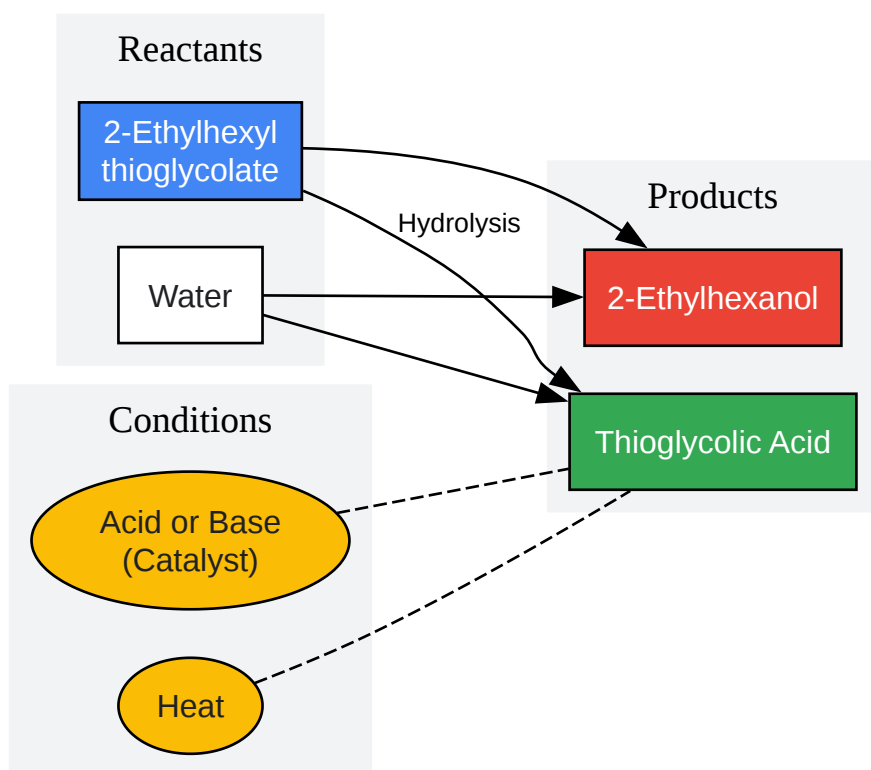 Reactants
2-Ethylhexyl
thioglycolate
Water
Hydrolysis
Products
2-Ethylhexanol
Thioglycolic Acid
Conditions
Acid or Base
(Catalyst)
Heat